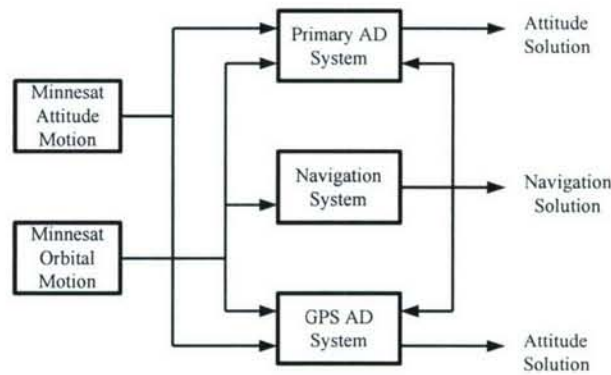 Primary AD
System
Attitude
Solution
Minnesat
Attitude
Motion
Navigation
System
Navigation
Solution
Minnesat
Orbital
Motion
GPS AD
System
Attitude
Solution